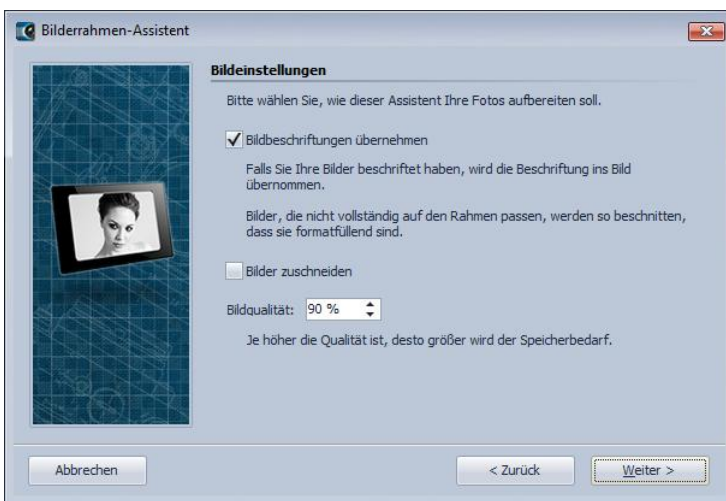 Bilderrahmen-Assistent
Bildeinstellungen
Bitte wählen Sie, wie dieser Assistent Ihre Fotos aufbereiten soll.
Bildbeschriftungen übernehmen
Falls Sie Ihre Bilder beschriftet haben, wird die Beschriftung ins Bild
übernommen.
Bilder, die nicht vollständig auf den Rahmen passen, werden so beschnitten,
dass sie formatfüllend sind.
Bilder zuschneiden
Bildqualität: 90 %
Je höher die Qualität ist, desto größer wird der Speicherbedarf.
Abbrechen < Zurück Weiter >